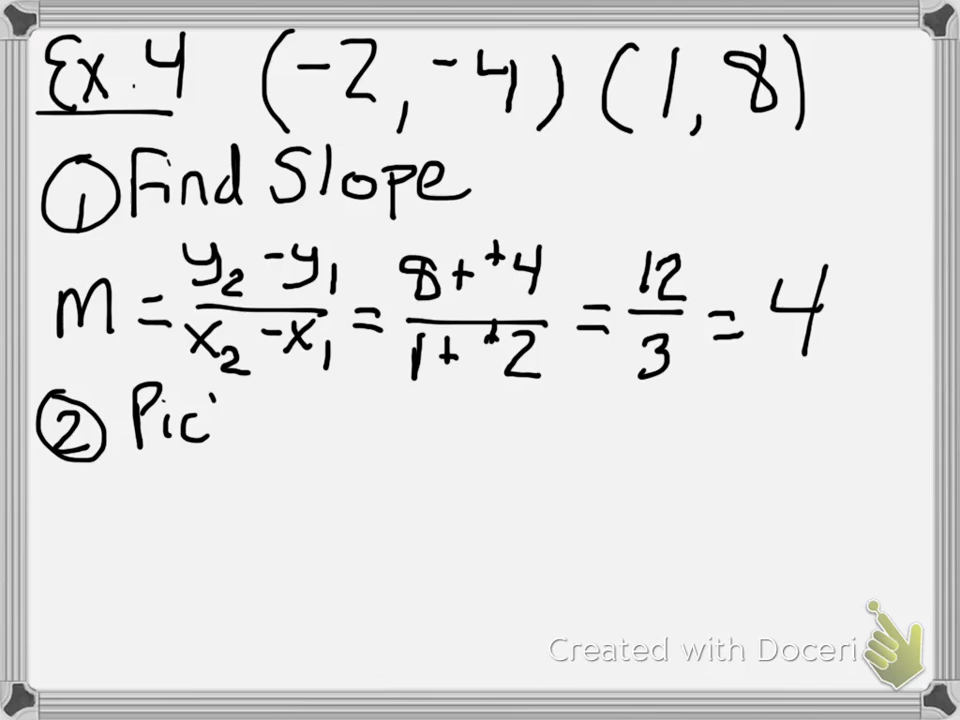 Ex. 4 (-2, -4) (1, 8)
① Find Slope
m = y₂ - y₁ / x₂ - x₁ = 8 + +4 / 1 + +2 = 12 / 3 = 4
② Pic
Created with Doceri